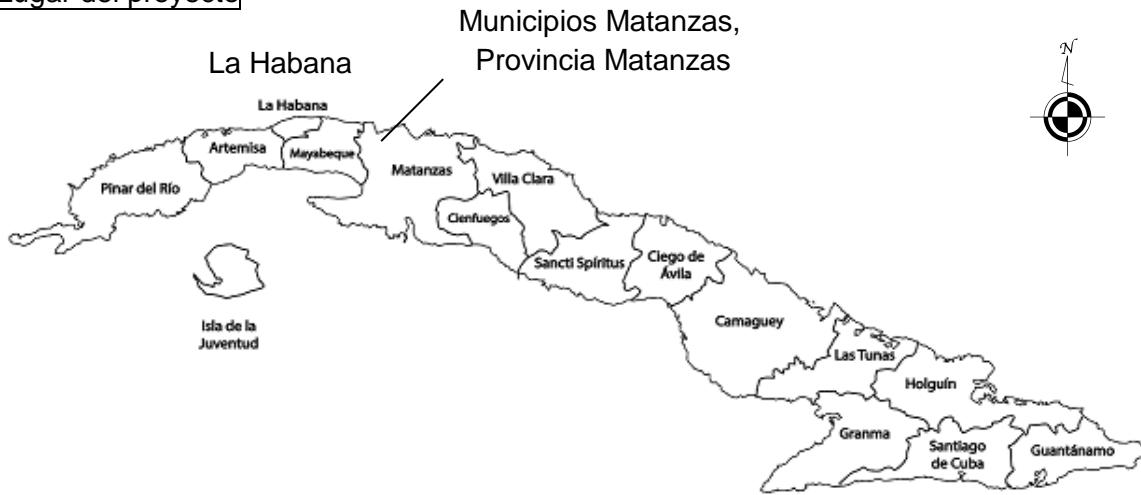 Lugar del proyecto
Municipios Matanzas,
Provincia Matanzas
La Habana
N
La Habana
Artemisa
Mayabeque
Matanzas
Villa Clara
Pinar del Río
Cienfuegos
Sancti Spíritus
Ciego de
Ávila
Isla de la
Juventud
Camaguey
Las Tunas
Holguín
Granma
Santiago
de Cuba
Guantánamo